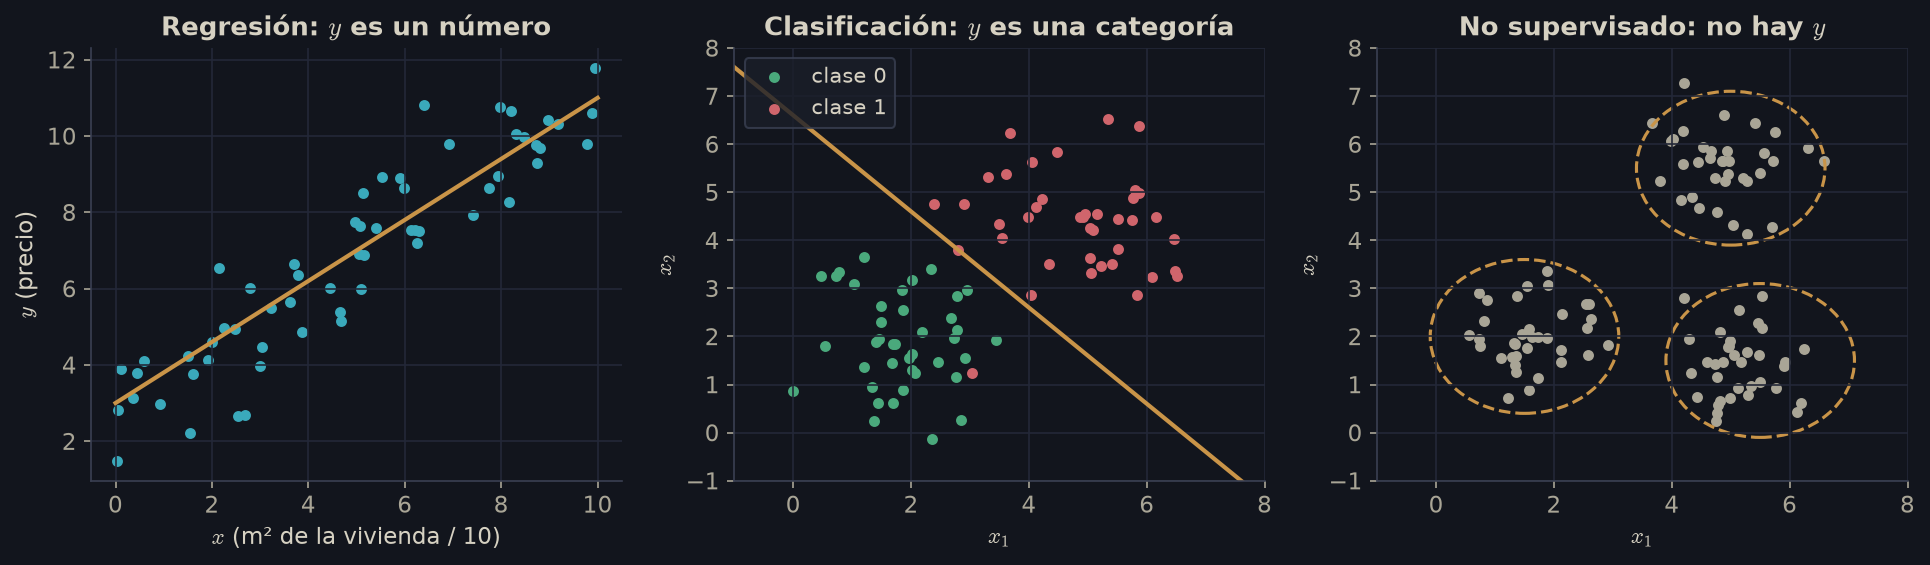 Regresión: y es un número
12
10
8
6
4
2
y (precio)
0 2 4 6 8 10
x (m² de la vivienda / 10)
Clasificación: y es una categoría
clase 0
clase 1
8
7
6
5
4
3
2
1
0
−1
x₂
0 2 4 6 8
x₁
No supervisado: no hay y
8
7
6
5
4
3
2
1
0
−1
x₂
0 2 4 6 8
x₁